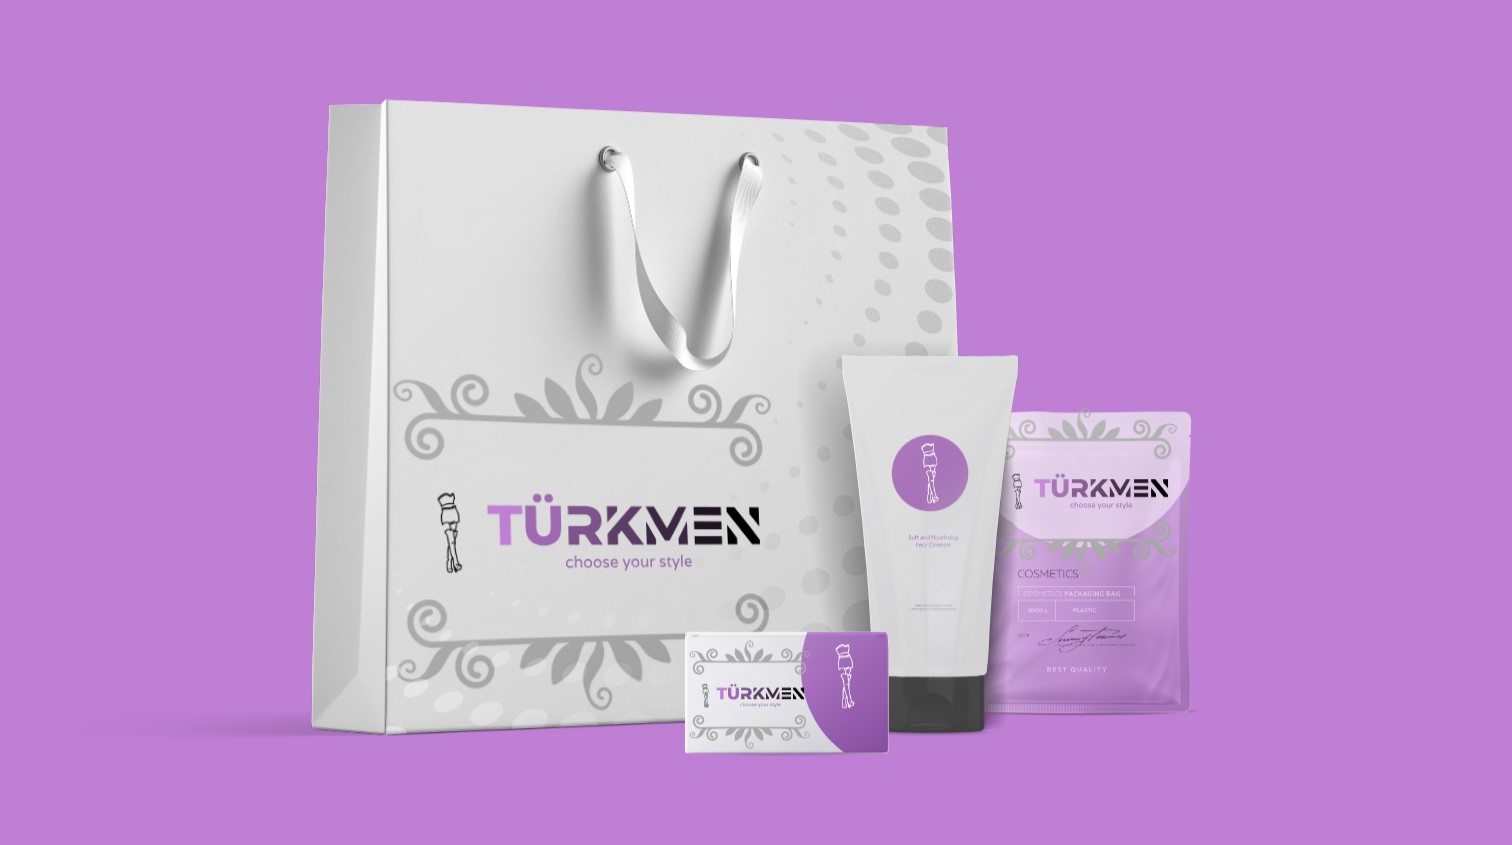 TÜRKMEN
choose your style
TÜRKMEN
choose your style
Soft and Nourishing
Face Cleanser
TÜRKMEN
choose your style
COSMETICS
COSMETICS PACKAGING BAG
1000 g
PLASTIC
BEST QUALITY